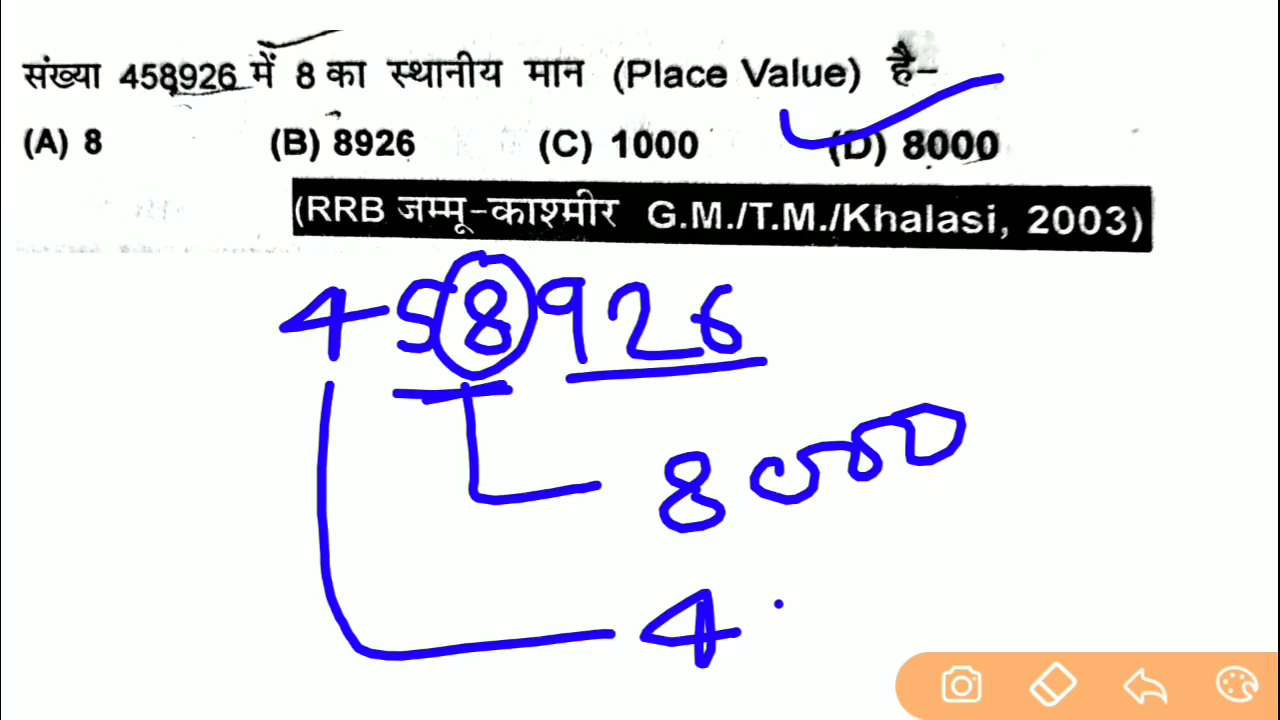 संख्या 458926 में 8 का स्थानीय मान (Place Value) है–
(A) 8 (B) 8926 (C) 1000 (D) 8000
(RRB जम्मू-काश्मीर G.M./T.M./Khalasi, 2003)
458926
8000
4